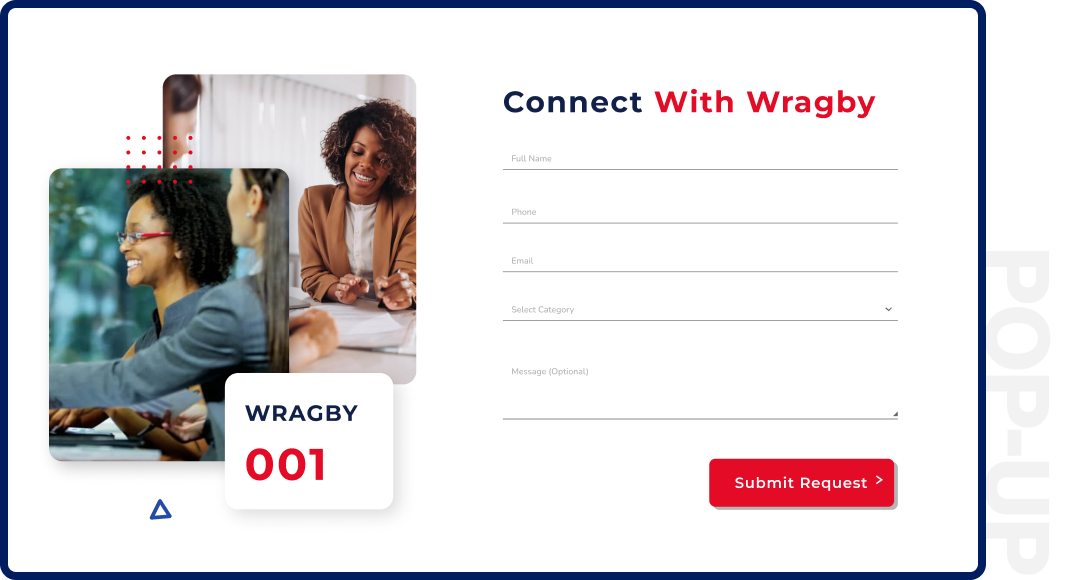 Connect With Wragby
Full Name
Phone
Email
Select Category
Message (Optional)
Submit Request >
WRAGBY
001
POP-UP